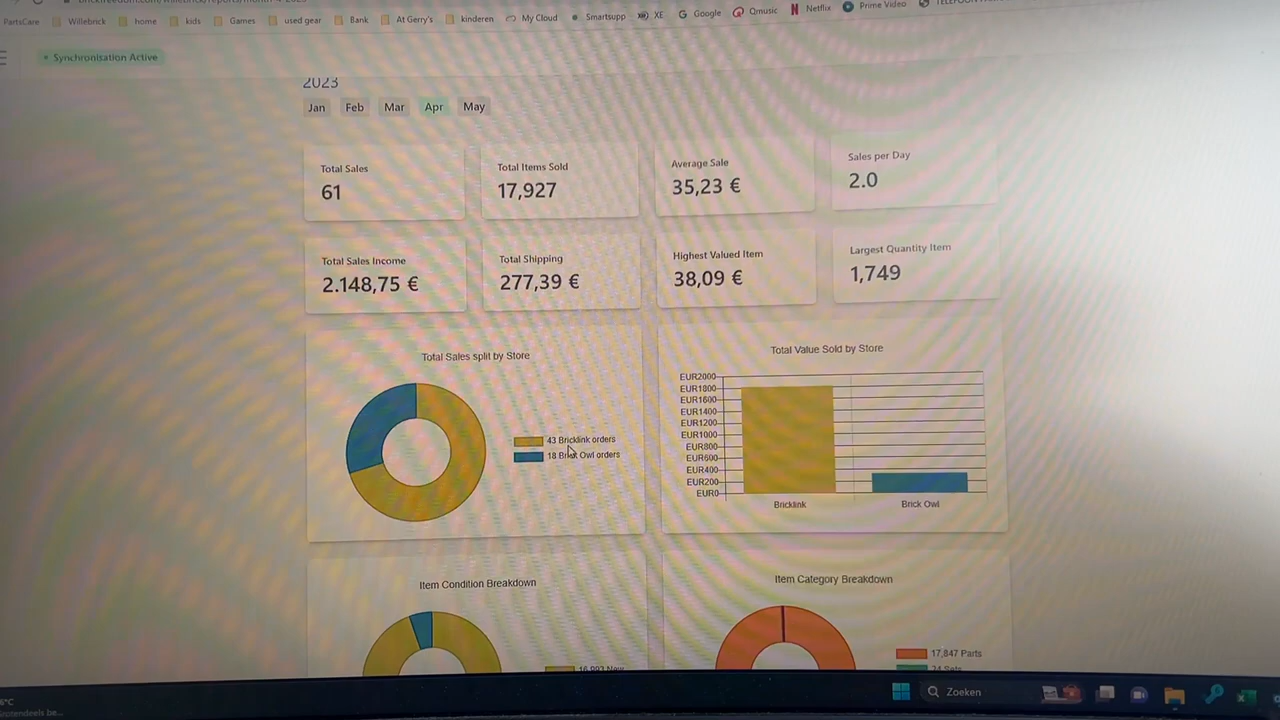 PartsCare Willebrick home kids Games used gear Bank At Gerry's kinderen My Cloud Smartsupp XE Google Qmusic Netflix Prime Video
Synchronisation Active
2023
Jan Feb Mar Apr May
Total Sales
61
Total Items Sold
17,927
Average Sale
35,23 €
Sales per Day
2.0
Total Sales Income
2.148,75 €
Total Shipping
277,39 €
Highest Valued Item
38,09 €
Largest Quantity Item
1,749
Total Sales split by Store
43 Bricklink orders
18 Brick Owl orders
Total Value Sold by Store
EUR2000
EUR1800
EUR1600
EUR1400
EUR1200
EUR1000
EUR800
EUR600
EUR400
EUR200
EUR0
Bricklink Brick Owl
Item Condition Breakdown
Item Category Breakdown
17,847 Parts
Zoeken